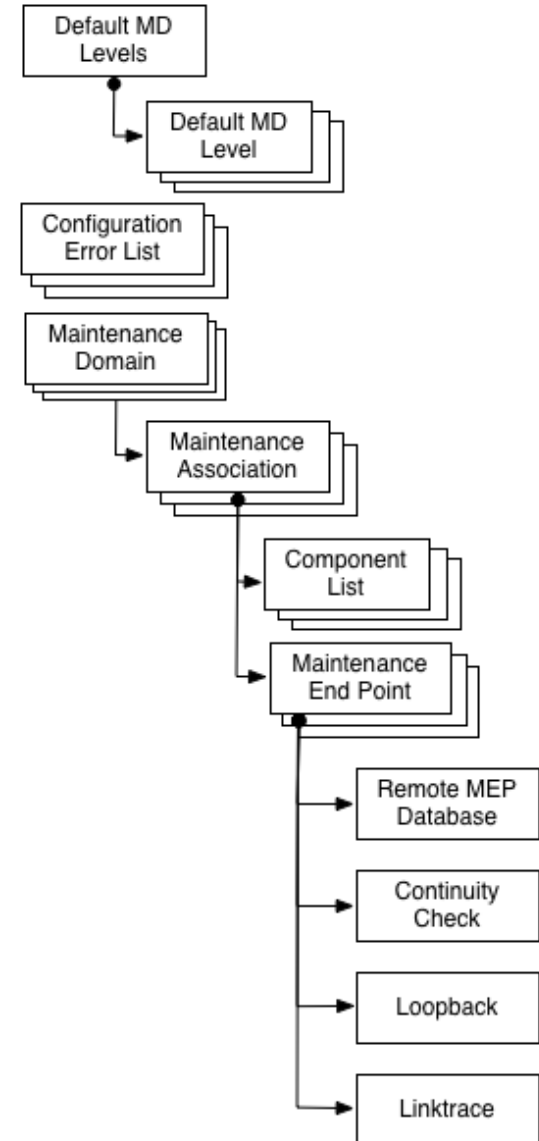 Default MD
Levels
Default MD
Level
Configuration
Error List
Maintenance
Domain
Maintenance
Association
Component
List
Maintenance
End Point
Remote MEP
Database
Continuity
Check
Loopback
Linktrace